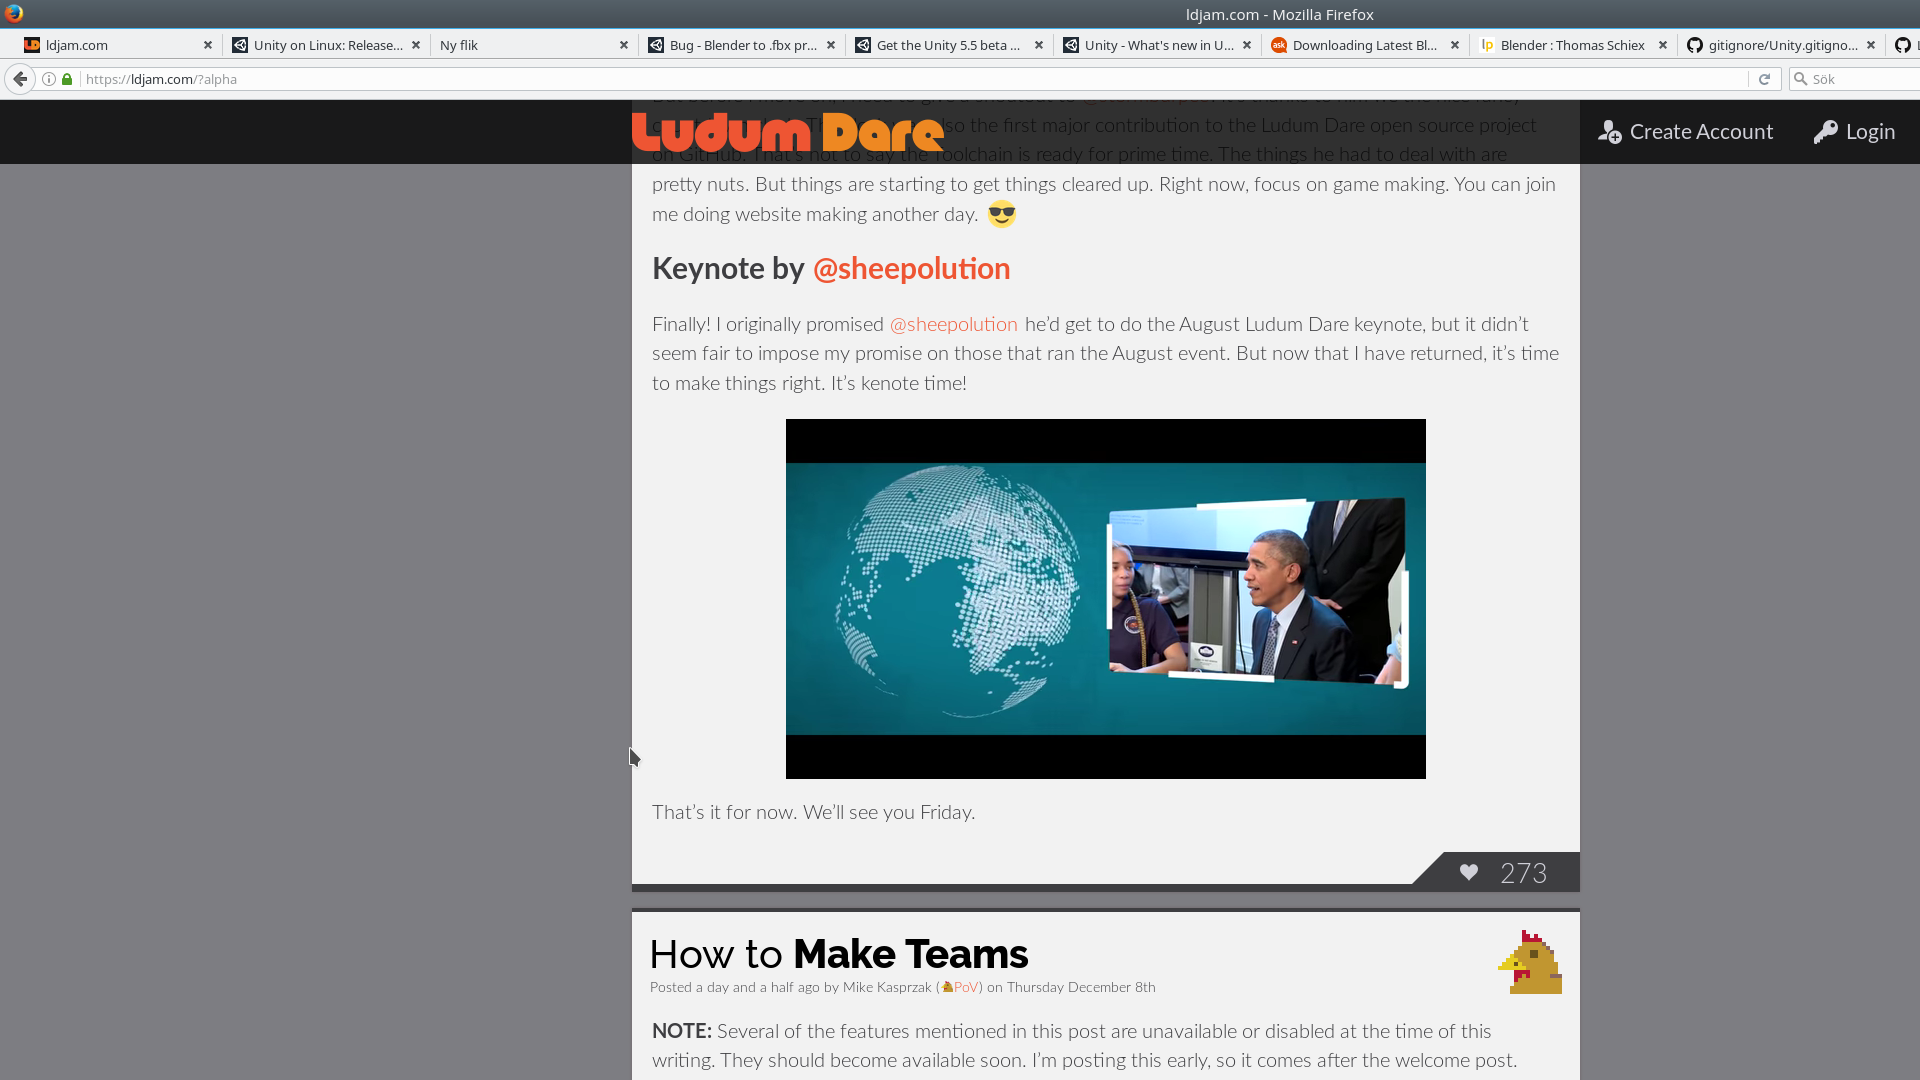 ldjam.com - Mozilla Firefox
ldjam.com
Unity on Linux: Release...
Ny flik
Bug - Blender to .fbx pr...
Get the Unity 5.5 beta ...
Unity - What's new in U...
Downloading Latest Bl...
Blender : Thomas Schiex
gitignore/Unity.gitigno...
https://ldjam.com/?alpha
Sök
Ludum Dare
Create Account
Login
also the first major contribution to the Ludum Dare open source project
on GitHub. That's not to say the Toolchain is ready for prime time. The things he had to deal with are
pretty nuts. But things are starting to get things cleared up. Right now, focus on game making. You can join
me doing website making another day.
Keynote by @sheepolution
Finally! I originally promised @sheepolution he’d get to do the August Ludum Dare keynote, but it didn’t
seem fair to impose my promise on those that ran the August event. But now that I have returned, it’s time
to make things right. It’s kenote time!
That’s it for now. We’ll see you Friday.
273
How to Make Teams
Posted a day and a half ago by Mike Kasprzak (PoV) on Thursday December 8th
NOTE: Several of the features mentioned in this post are unavailable or disabled at the time of this
writing. They should become available soon. I’m posting this early, so it comes after the welcome post.